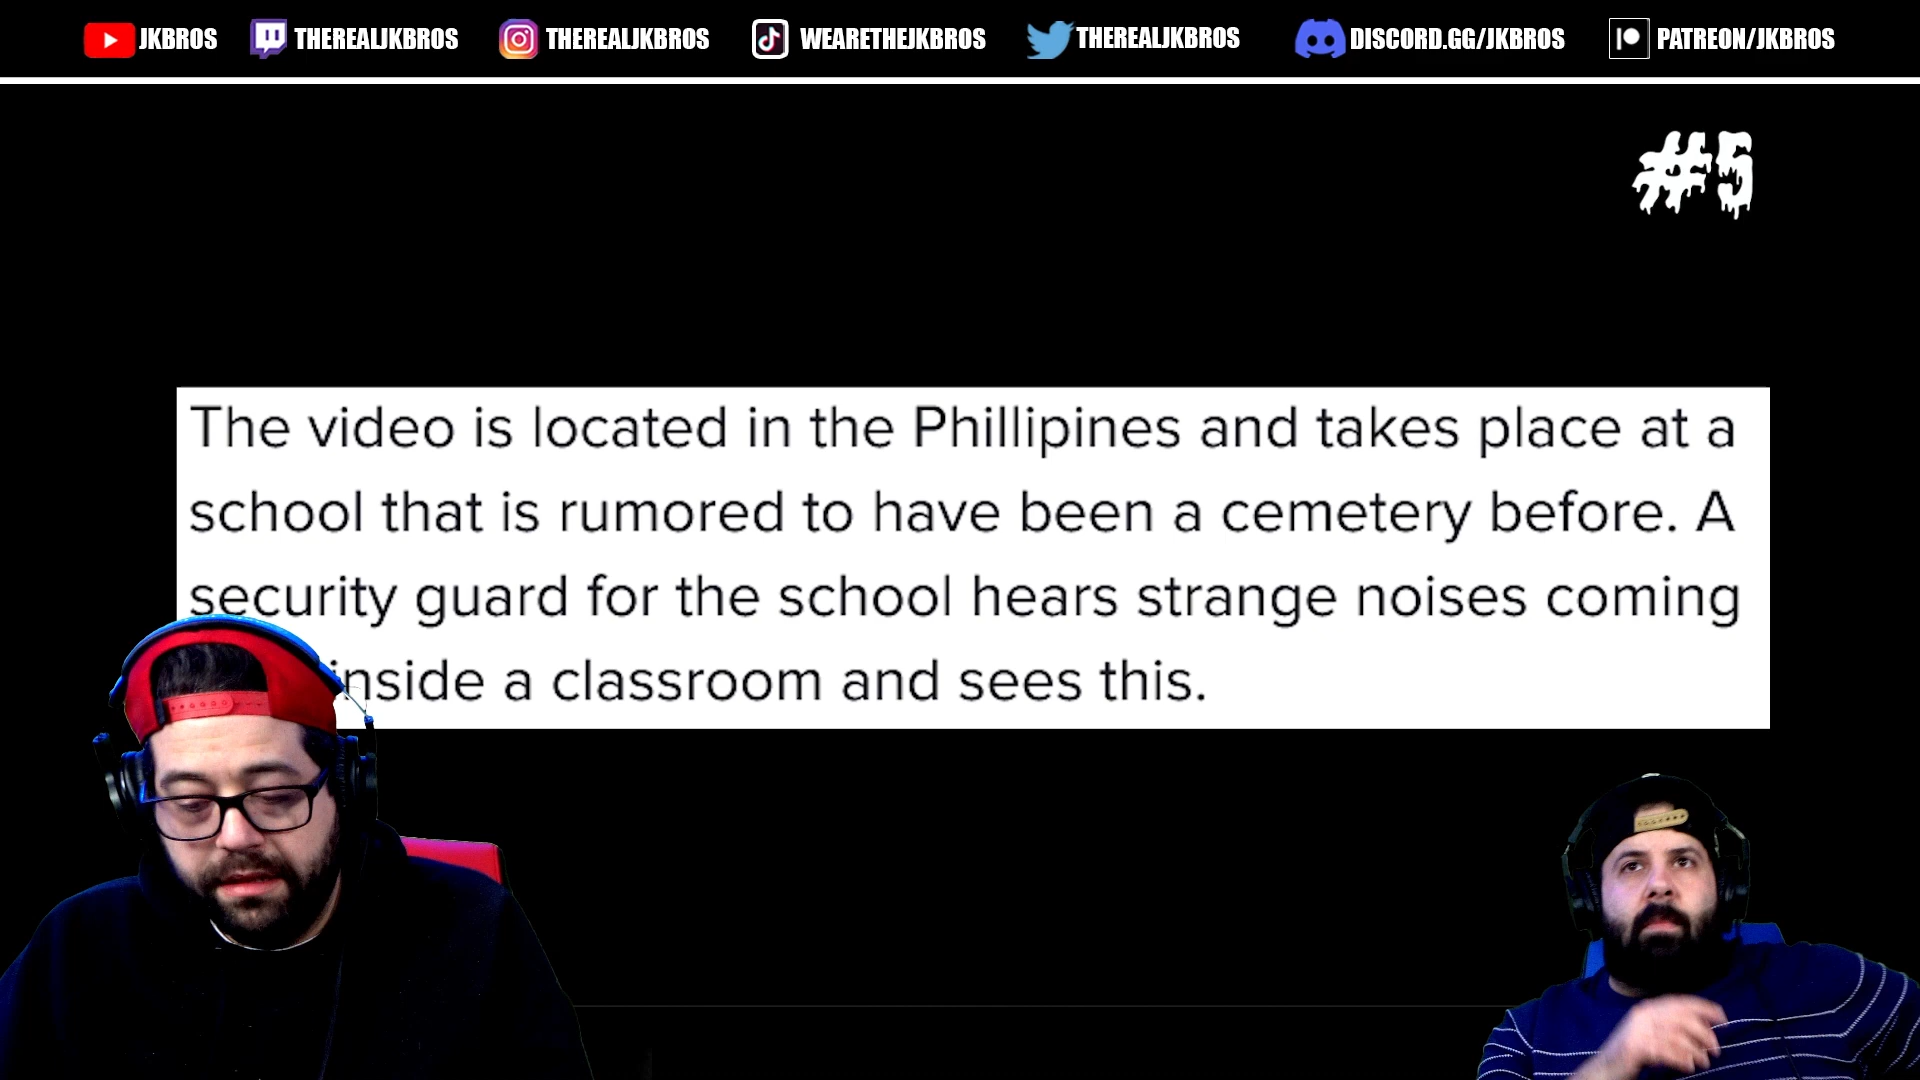 JKBROS THEREALJKBROS THEREALJKBROS WEARETHEJKBROS THEREALJKBROS DISCORD.GG/JKBROS PATREON/JKBROS
#5
The video is located in the Phillipines and takes place at a
school that is rumored to have been a cemetery before. A
security guard for the school hears strange noises coming
inside a classroom and sees this.